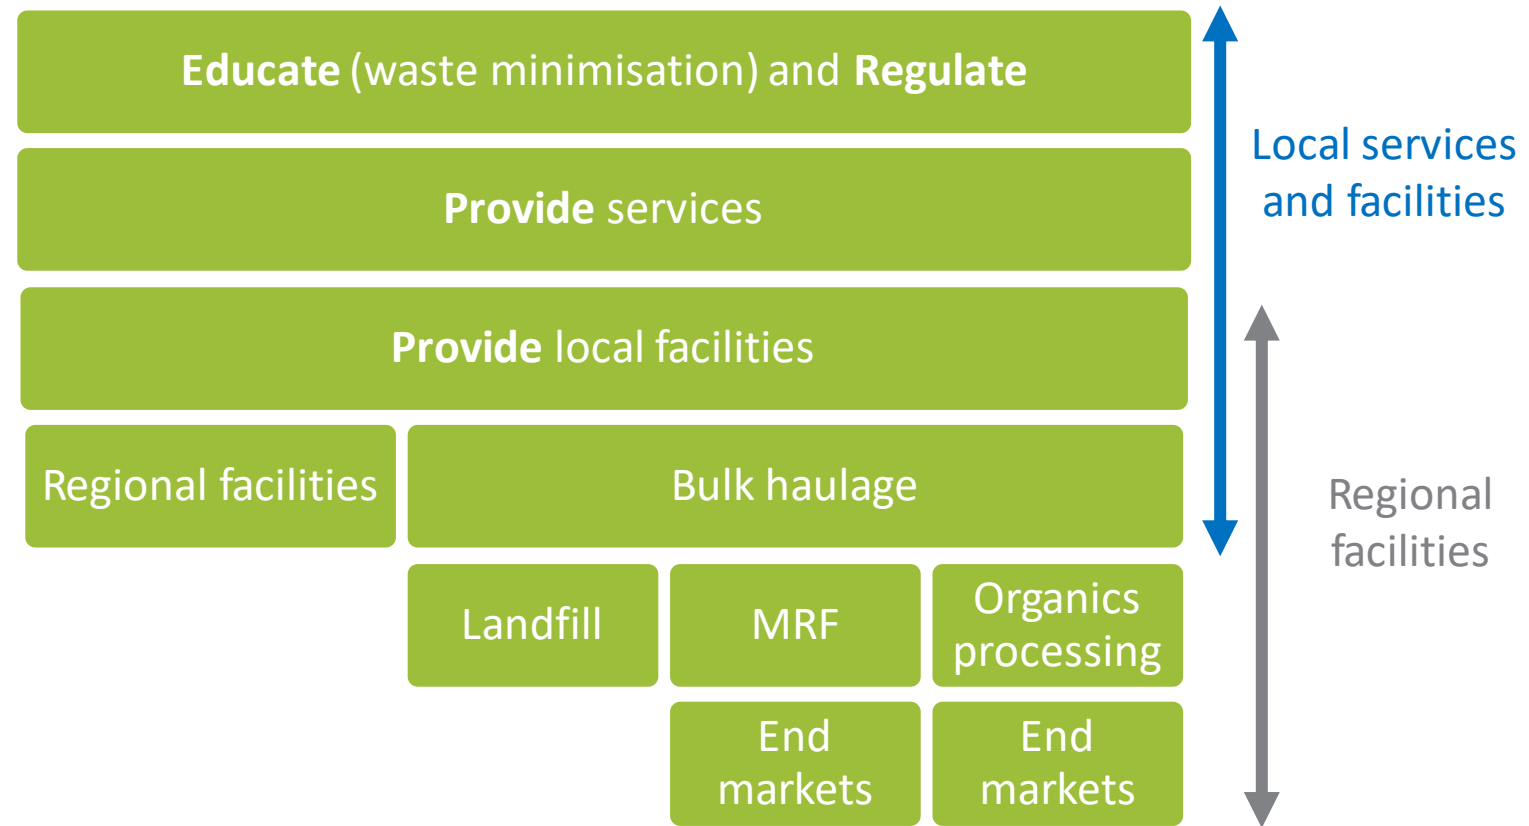 Educate (waste minimisation) and Regulate
Provide services
Local services
and facilities
Provide local facilities
Regional facilities
Bulk haulage
Regional
facilities
Landfill
MRF
Organics
processing
End
markets
End
markets